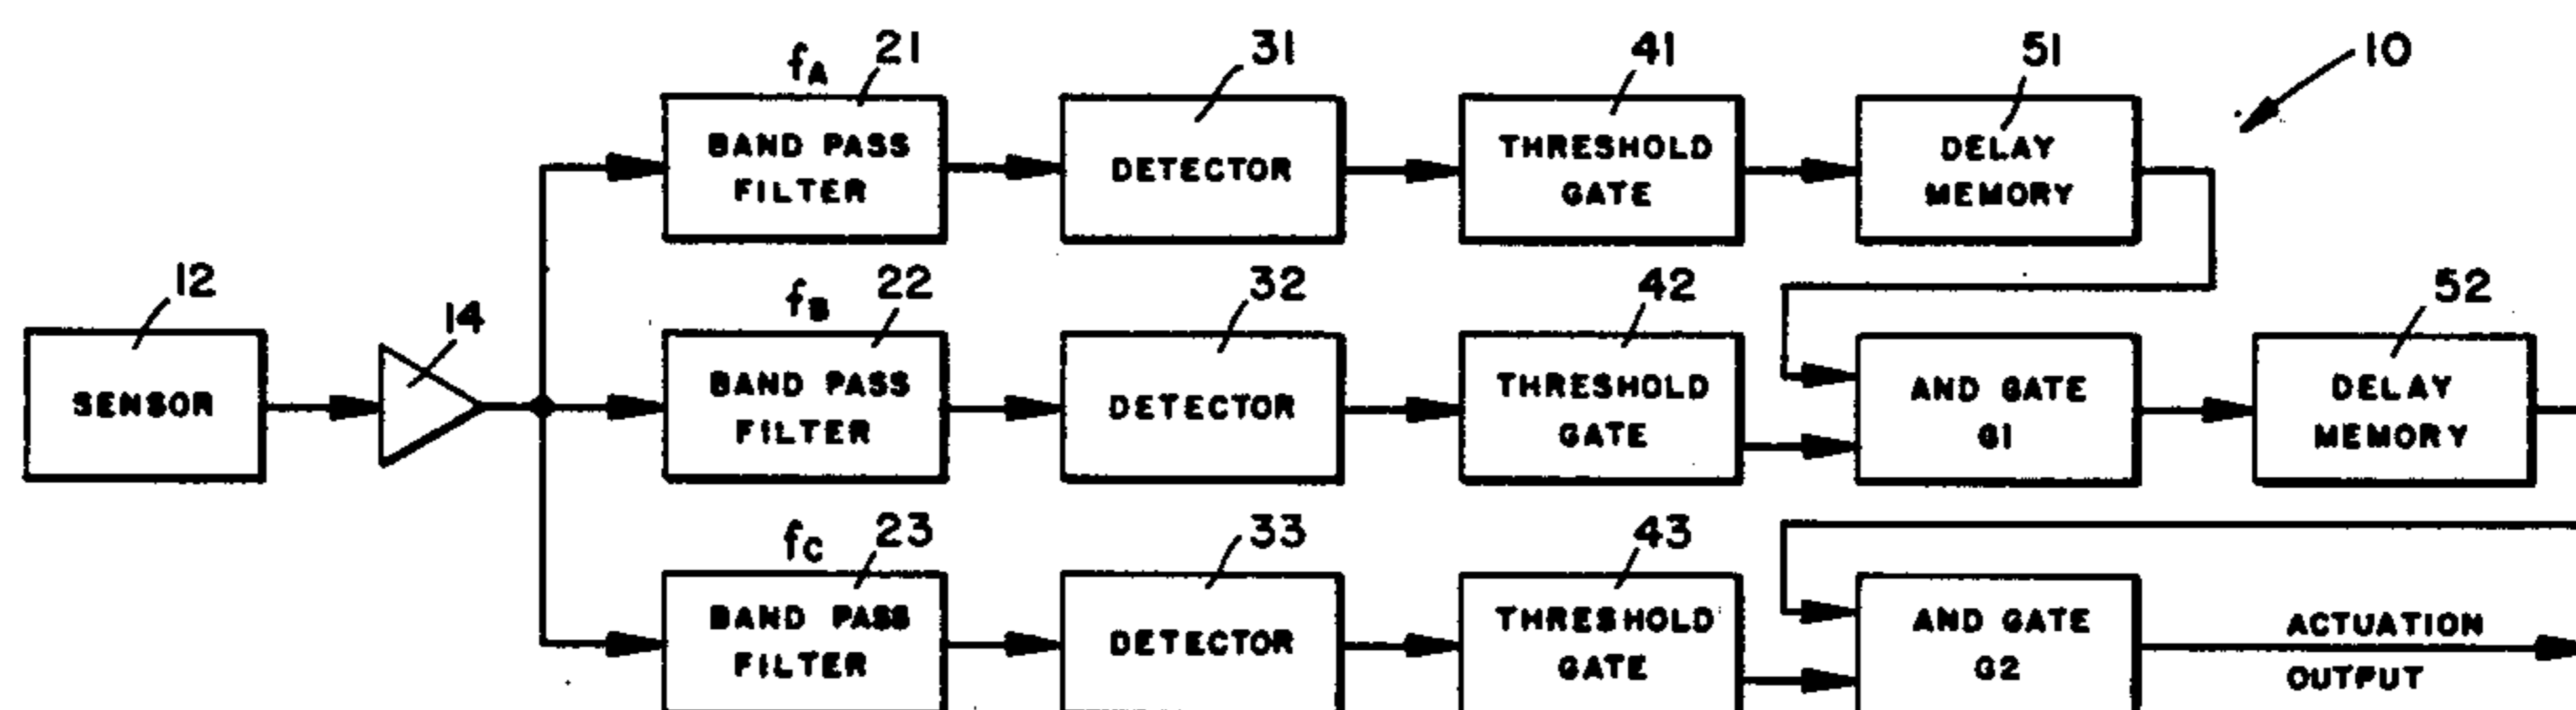 fA 21 31 41 51 10
BAND PASS
FILTER
DETECTOR
THRESHOLD
GATE
DELAY
MEMORY
12 14 fB 22 32 42 52
SENSOR
BAND PASS
FILTER
DETECTOR
THRESHOLD
GATE
AND GATE
G1
DELAY
MEMORY
fC 23 33 43
BAND PASS
FILTER
DETECTOR
THRESHOLD
GATE
AND GATE
G2
ACTUATION
OUTPUT